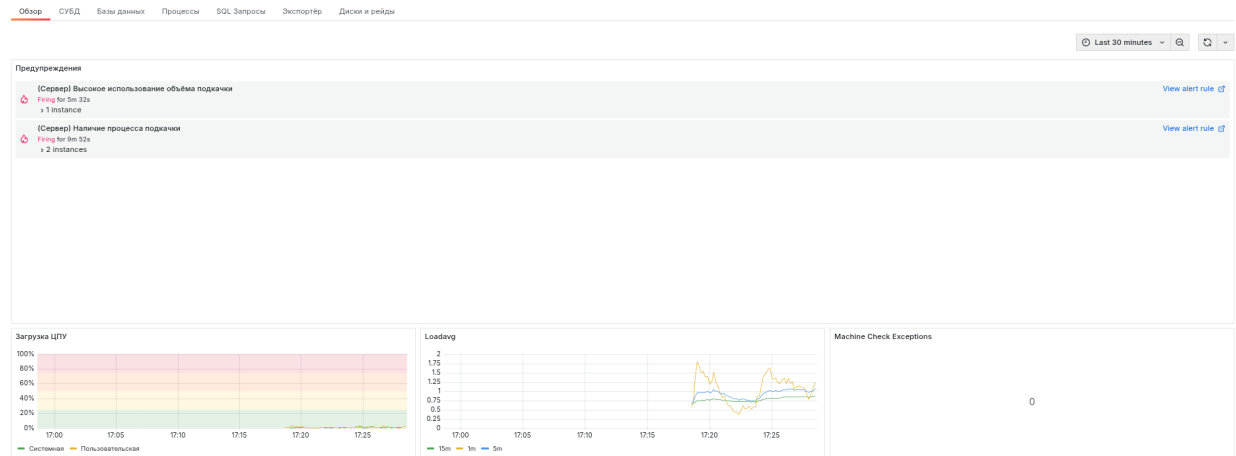 Обзор СУБД Базы данных Процессы SQL Запросы Экспортёр Диски и рейды
Last 30 minutes
Предупреждения
(Сервер) Высокое использование объёма подкачки View alert rule
Firing for 5m 32s
› 1 instance
(Сервер) Наличие процесса подкачки View alert rule
Firing for 9m 52s
› 2 instances
Загрузка ЦПУ
100%
80%
60%
40%
20%
0%
17:00 17:05 17:10 17:15 17:20 17:25
Системная Пользовательская
Loadavg
2
1.75
1.5
1.25
1
0.75
0.5
0.25
0
17:00 17:05 17:10 17:15 17:20 17:25
15m 1m 5m
Machine Check Exceptions
0